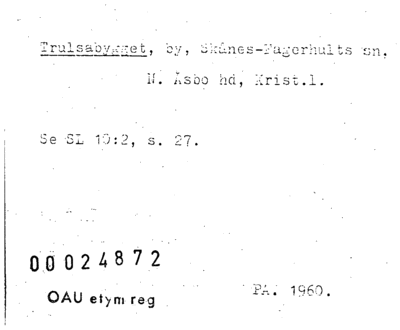 Trulsabygget, by, Skånes-Fagerhults sn,
N. Åsbo hd, Krist.l.
Se SL 10:2, s. 27.
00024872
OAU etym reg
PA. 1960.